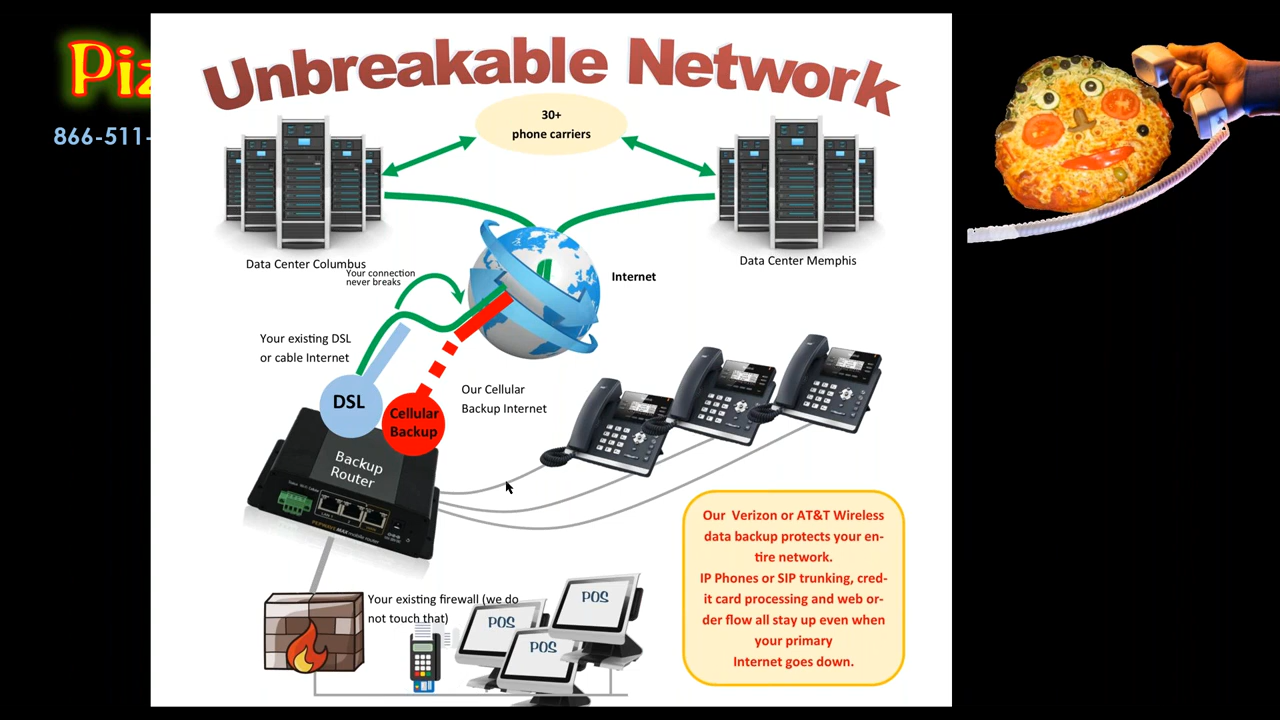 Unbreakable Network
Piz
866-511-
30+
phone carriers
Data Center Columbus
Data Center Memphis
Your connection
never breaks
Internet
Your existing DSL
or cable Internet
Our Cellular
Backup Internet
DSL
Cellular
Backup
Backup
Router
Our Verizon or AT&T Wireless
data backup protects your en-
tire network.
IP Phones or SIP trunking, cred-
it card processing and web or-
der flow all stay up even when
your primary
Internet goes down.
Your existing firewall (we do
not touch that)
POS
POS
POS